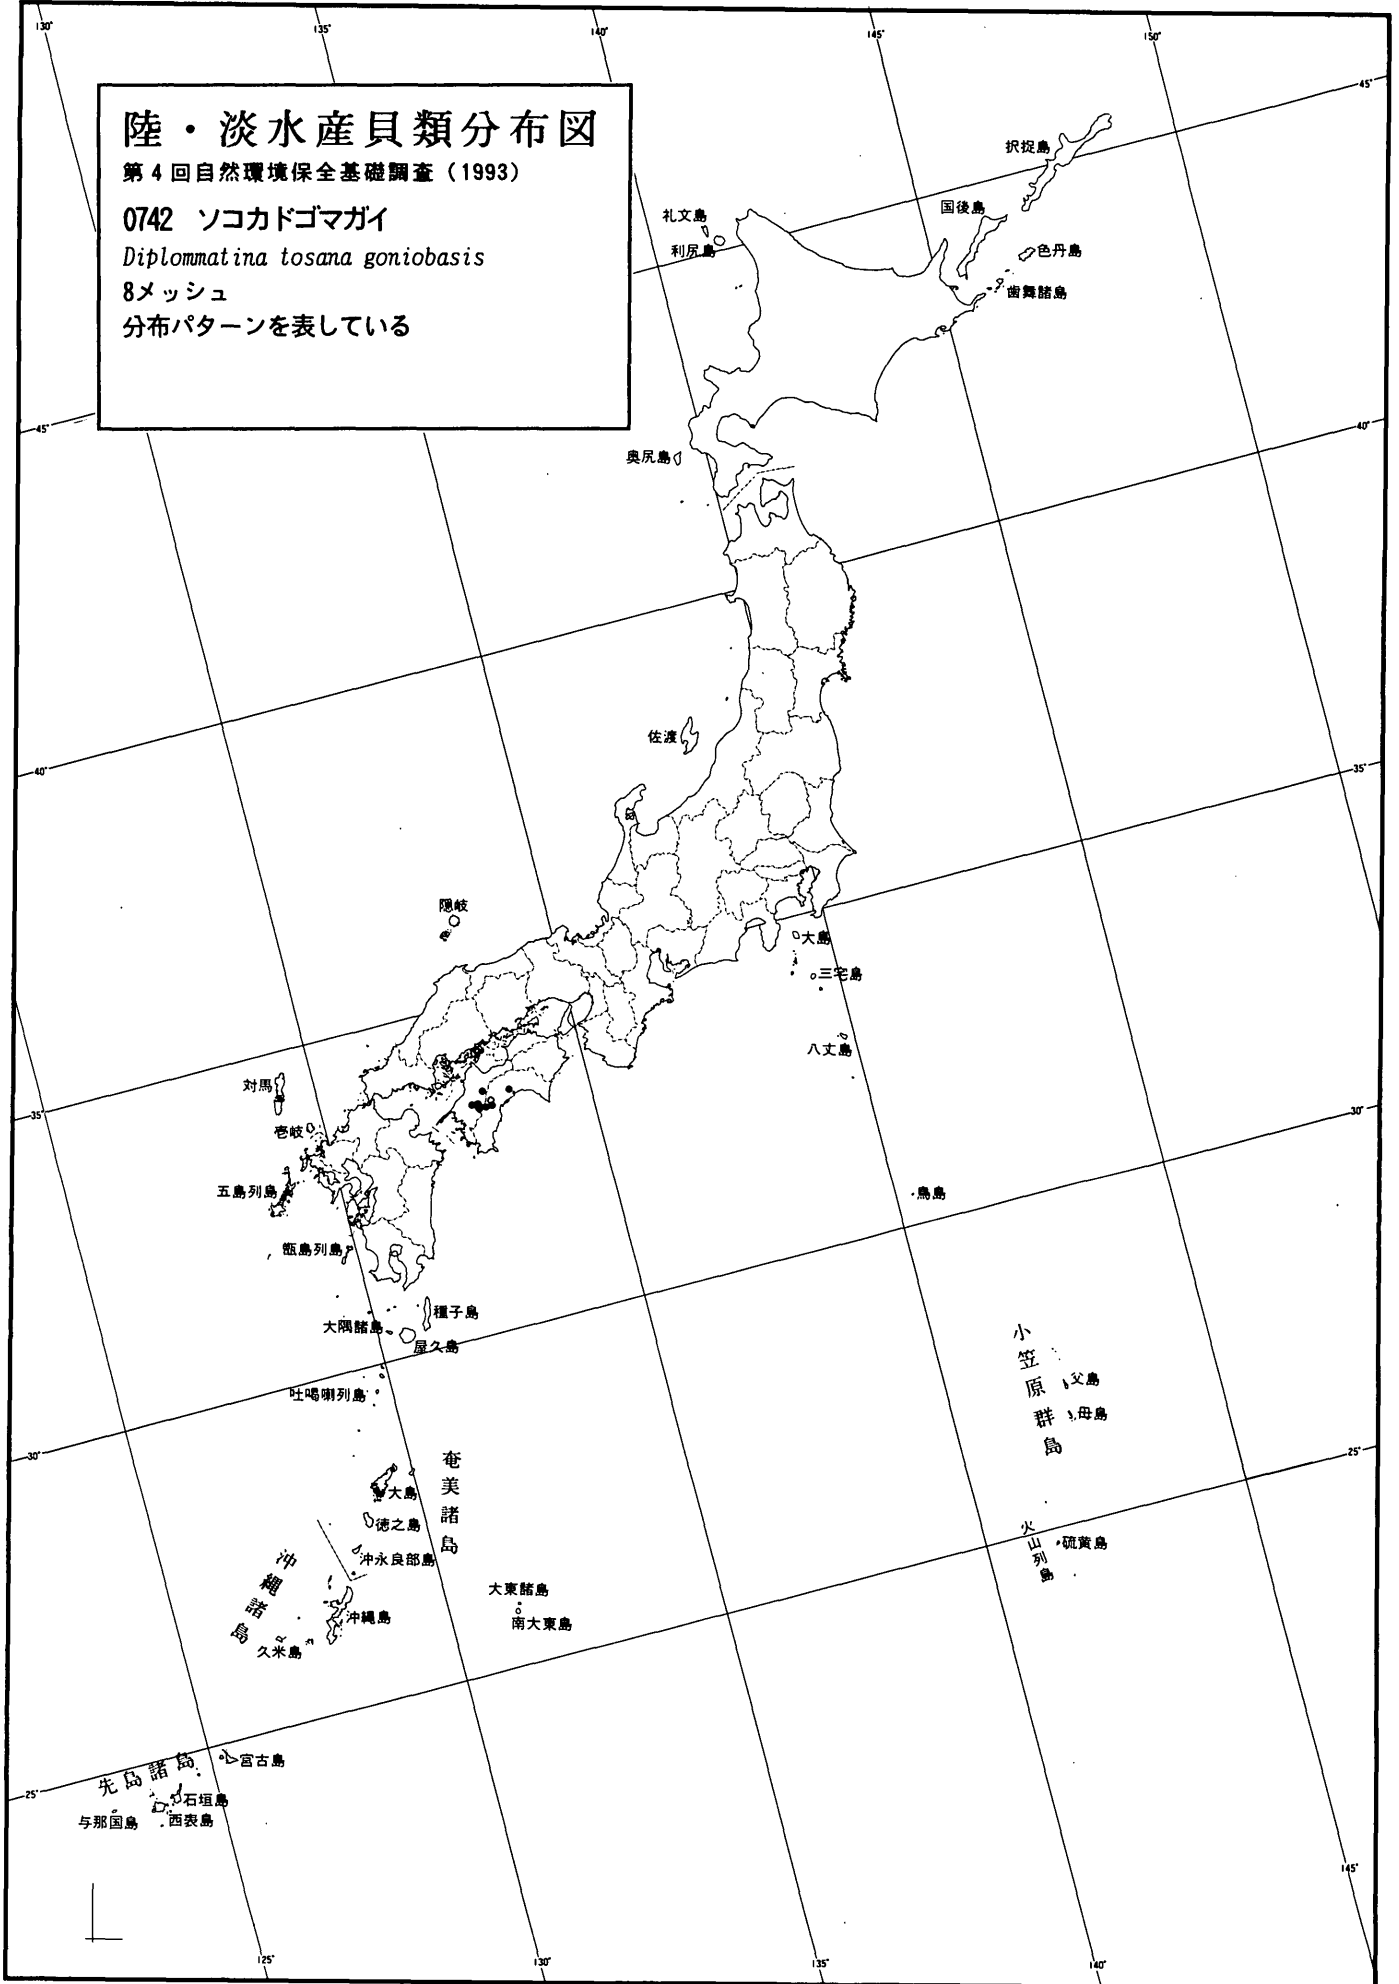 130°
135°
140°
145°
150°
陸・淡水産貝類分布図
第4回自然環境保全基礎調査（1993）
0742 ソコカドゴマガイ
Diplommatina tosana goniobasis
8メッシュ
分布パターンを表している
45°
択捉島
国後島
礼文島
利尻島
色丹島
歯舞諸島
45°
40°
奥尻島
佐渡
40°
35°
隠岐
大島
三宅島
八丈島
対馬
35°
壱岐
30°
五島列島
鳥島
甑島列島
種子島
大隅諸島
屋久島
吐噶喇列島
小笠原群島
父島
母島
30°
25°
奄美諸島
大島
徳之島
沖永良部島
火山列島
硫黄島
沖縄諸島
沖縄島
久米島
大東諸島
南大東島
先島諸島
宮古島
25°
石垣島
与那国島
西表島
145°
125°
130°
135°
140°